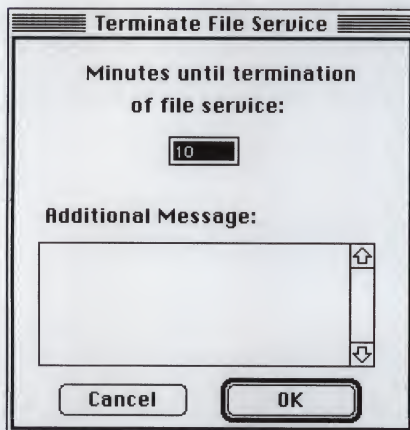 Terminate File Service
Minutes until termination
of file service:
10
Additional Message:
Cancel
OK